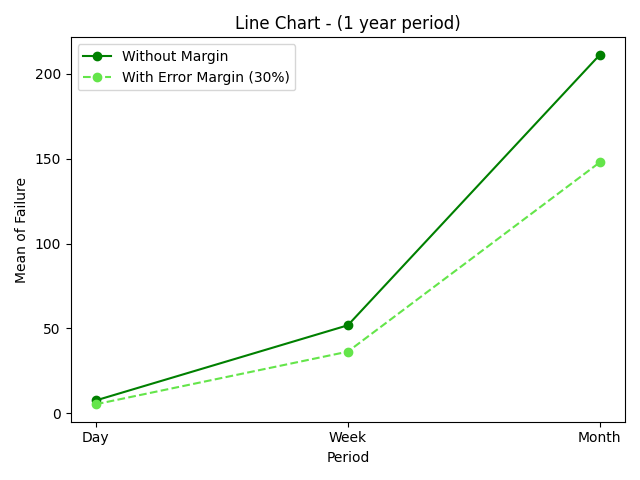 Line Chart - (1 year period)
Without Margin
With Error Margin (30%)
200
150
100
50
0
Mean of Failure
Day
Week
Month
Period